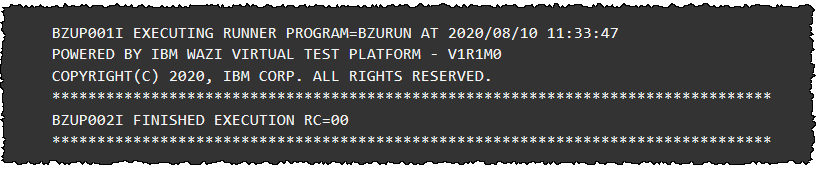 BZUP001I EXECUTING RUNNER PROGRAM=BZURUN AT 2020/08/10 11:33:47
POWERED BY IBM WAZI VIRTUAL TEST PLATFORM - V1R1M0
COPYRIGHT(C) 2020, IBM CORP. ALL RIGHTS RESERVED.
********************************************************************************
BZUP002I FINISHED EXECUTION RC=00
********************************************************************************